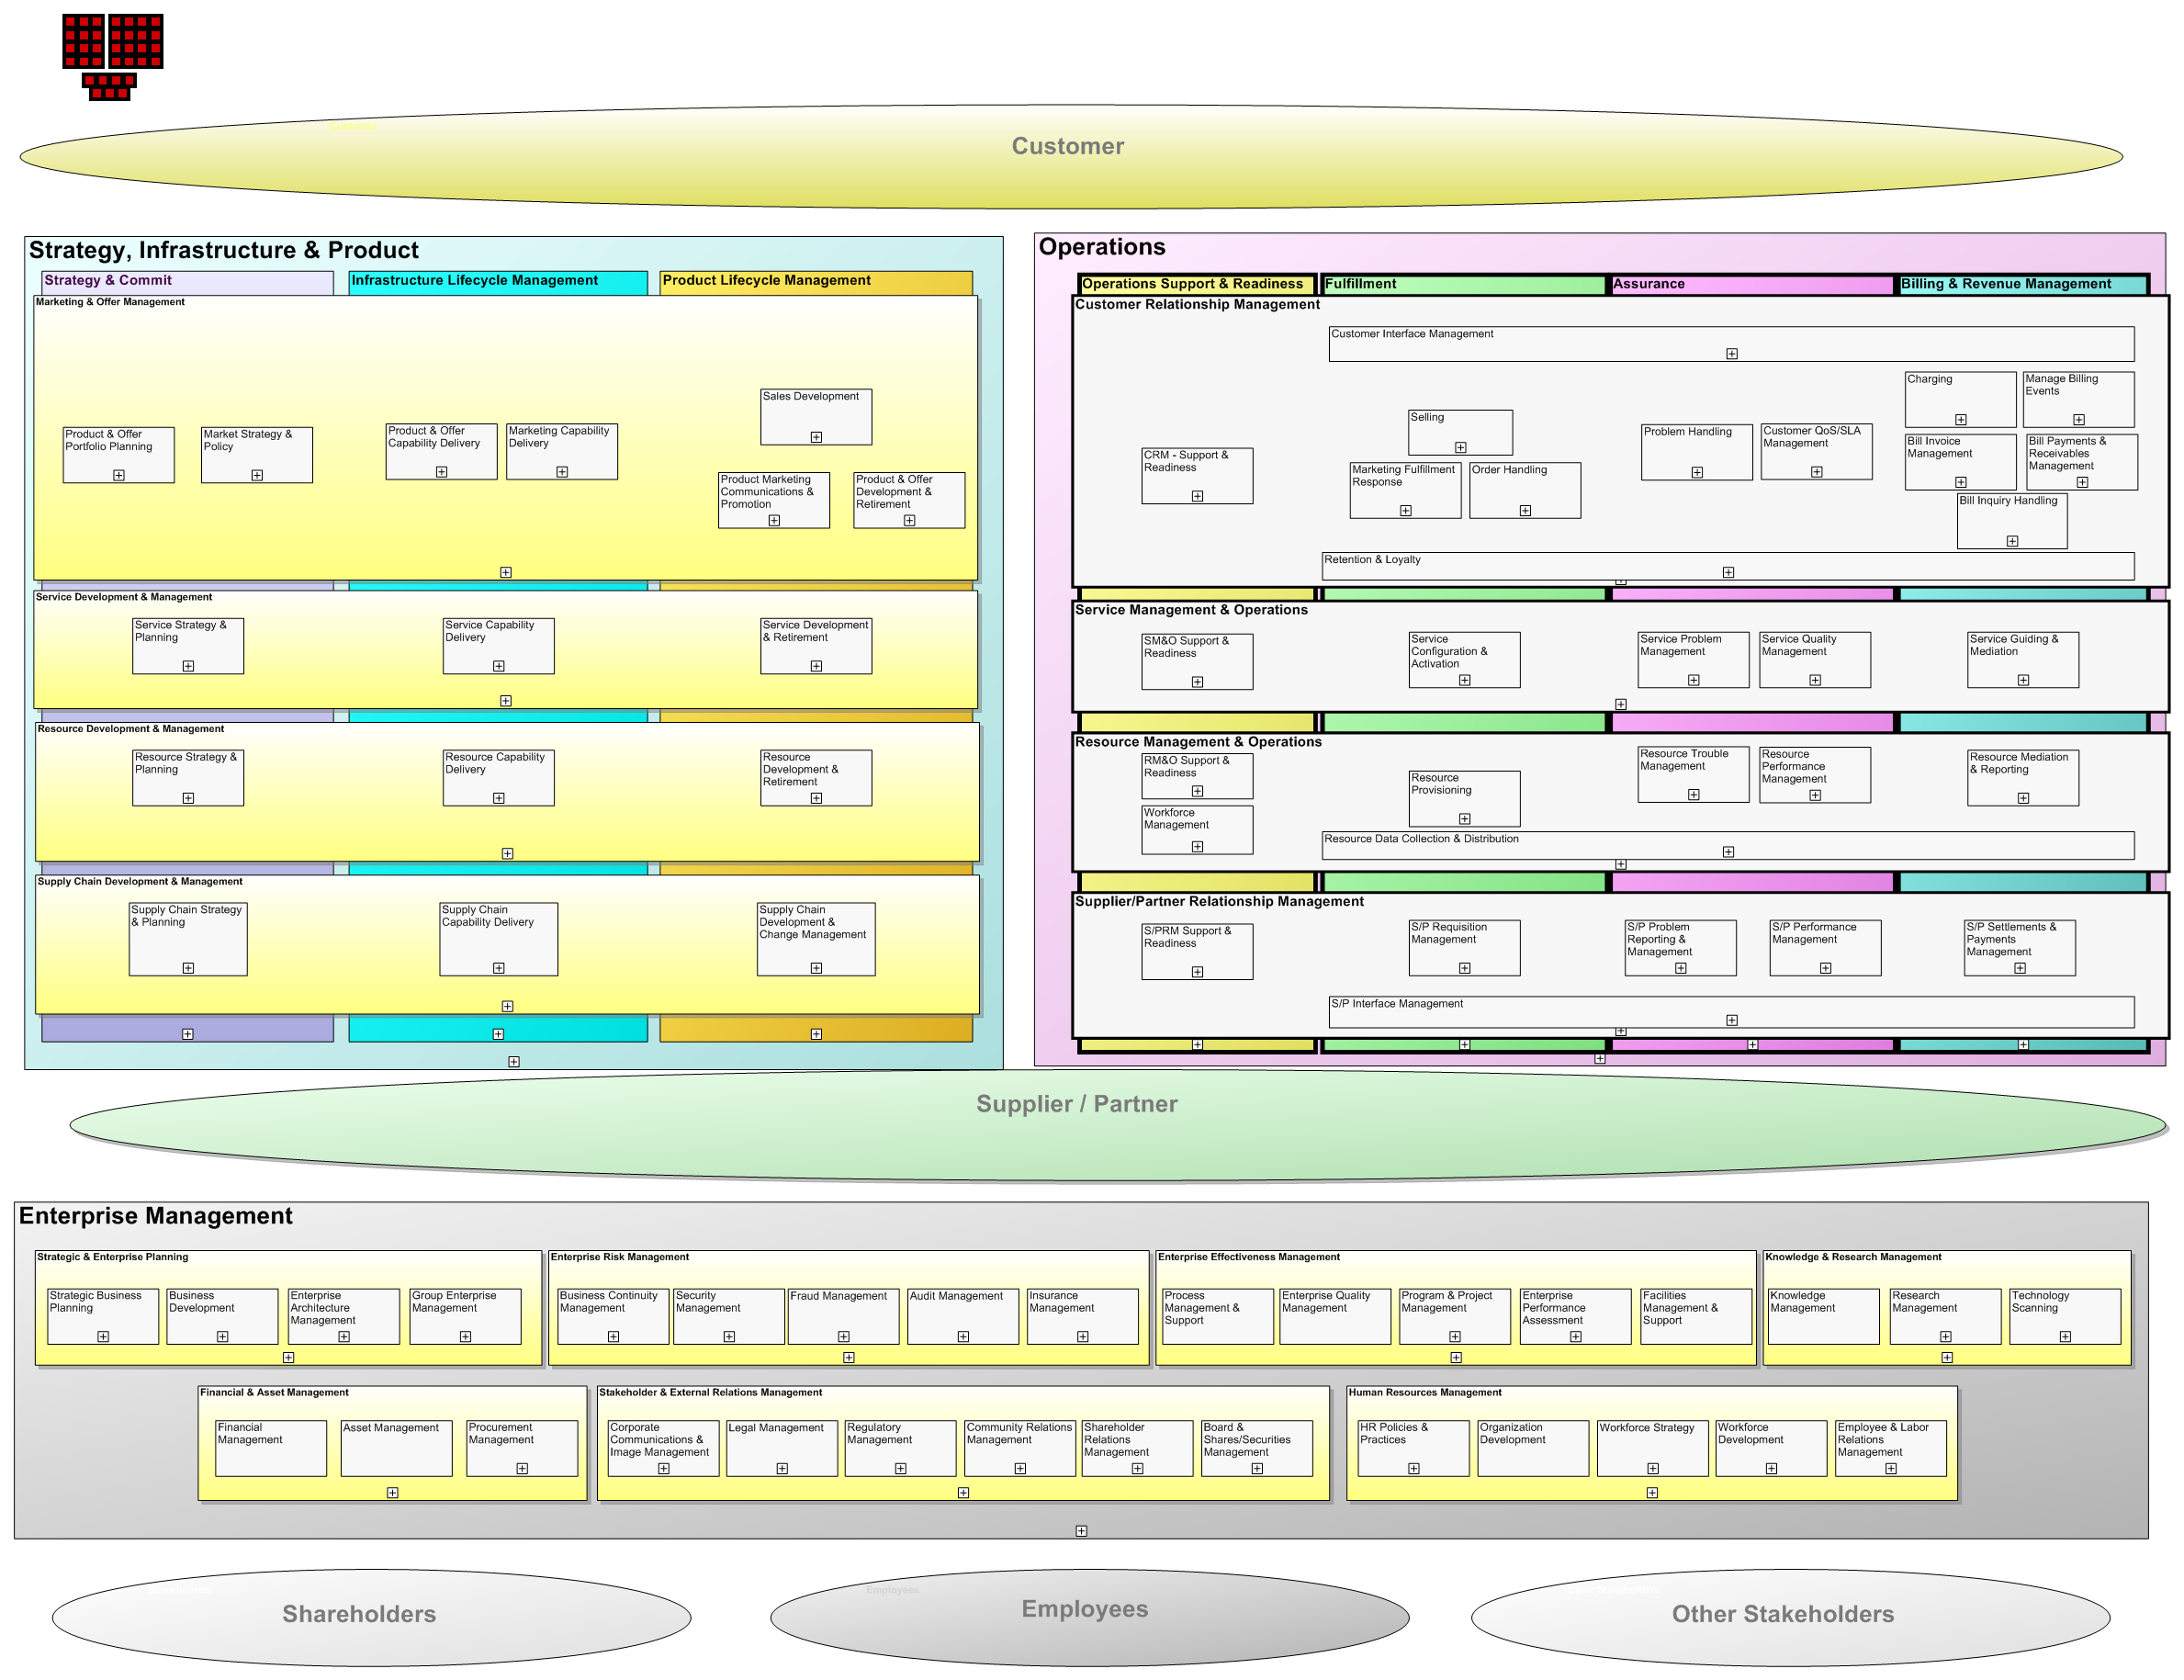 Customer
Strategy, Infrastructure & Product
Strategy & Commit
Infrastructure Lifecycle Management
Product Lifecycle Management
Marketing & Offer Management
Product & Offer
Portfolio Planning
Market Strategy &
Policy
Product & Offer
Capability Delivery
Marketing Capability
Delivery
Sales Development
Product Marketing
Communications &
Promotion
Product & Offer
Development &
Retirement
Service Development & Management
Service Strategy &
Planning
Service Capability
Delivery
Service Development
& Retirement
Resource Development & Management
Resource Strategy &
Planning
Resource Capability
Delivery
Resource
Development &
Retirement
Supply Chain Development & Management
Supply Chain Strategy
& Planning
Supply Chain
Capability Delivery
Supply Chain
Development &
Change Management
Operations
Operations Support & Readiness
Fulfillment
Assurance
Billing & Revenue Management
Customer Relationship Management
Customer Interface Management
CRM - Support &
Readiness
Selling
Marketing Fulfillment
Response
Order Handling
Problem Handling
Customer QoS/SLA
Management
Charging
Manage Billing
Events
Bill Invoice
Management
Bill Payments &
Receivables
Management
Bill Inquiry Handling
Retention & Loyalty
Service Management & Operations
SM&O Support &
Readiness
Service
Configuration &
Activation
Service Problem
Management
Service Quality
Management
Service Guiding &
Mediation
Resource Management & Operations
RM&O Support &
Readiness
Workforce
Management
Resource
Provisioning
Resource Trouble
Management
Resource
Performance
Management
Resource Mediation
& Reporting
Resource Data Collection & Distribution
Supplier/Partner Relationship Management
S/PRM Support &
Readiness
S/P Requisition
Management
S/P Problem
Reporting &
Management
S/P Performance
Management
S/P Settlements &
Payments
Management
S/P Interface Management
Supplier / Partner
Enterprise Management
Strategic & Enterprise Planning
Strategic Business
Planning
Business
Development
Enterprise
Architecture
Management
Group Enterprise
Management
Enterprise Risk Management
Business Continuity
Management
Security
Management
Fraud Management
Audit Management
Insurance
Management
Enterprise Effectiveness Management
Process
Management &
Support
Enterprise Quality
Management
Program & Project
Management
Enterprise
Performance
Assessment
Facilities
Management &
Support
Knowledge & Research Management
Knowledge
Management
Research
Management
Technology
Scanning
Financial & Asset Management
Financial
Management
Asset Management
Procurement
Management
Stakeholder & External Relations Management
Corporate
Communications &
Image Management
Legal Management
Regulatory
Management
Community Relations
Management
Shareholder
Relations
Management
Board &
Shares/Securities
Management
Human Resources Management
HR Policies &
Practices
Organization
Development
Workforce Strategy
Workforce
Development
Employee & Labor
Relations
Management
Shareholders
Employees
Employees
Other Stakeholders